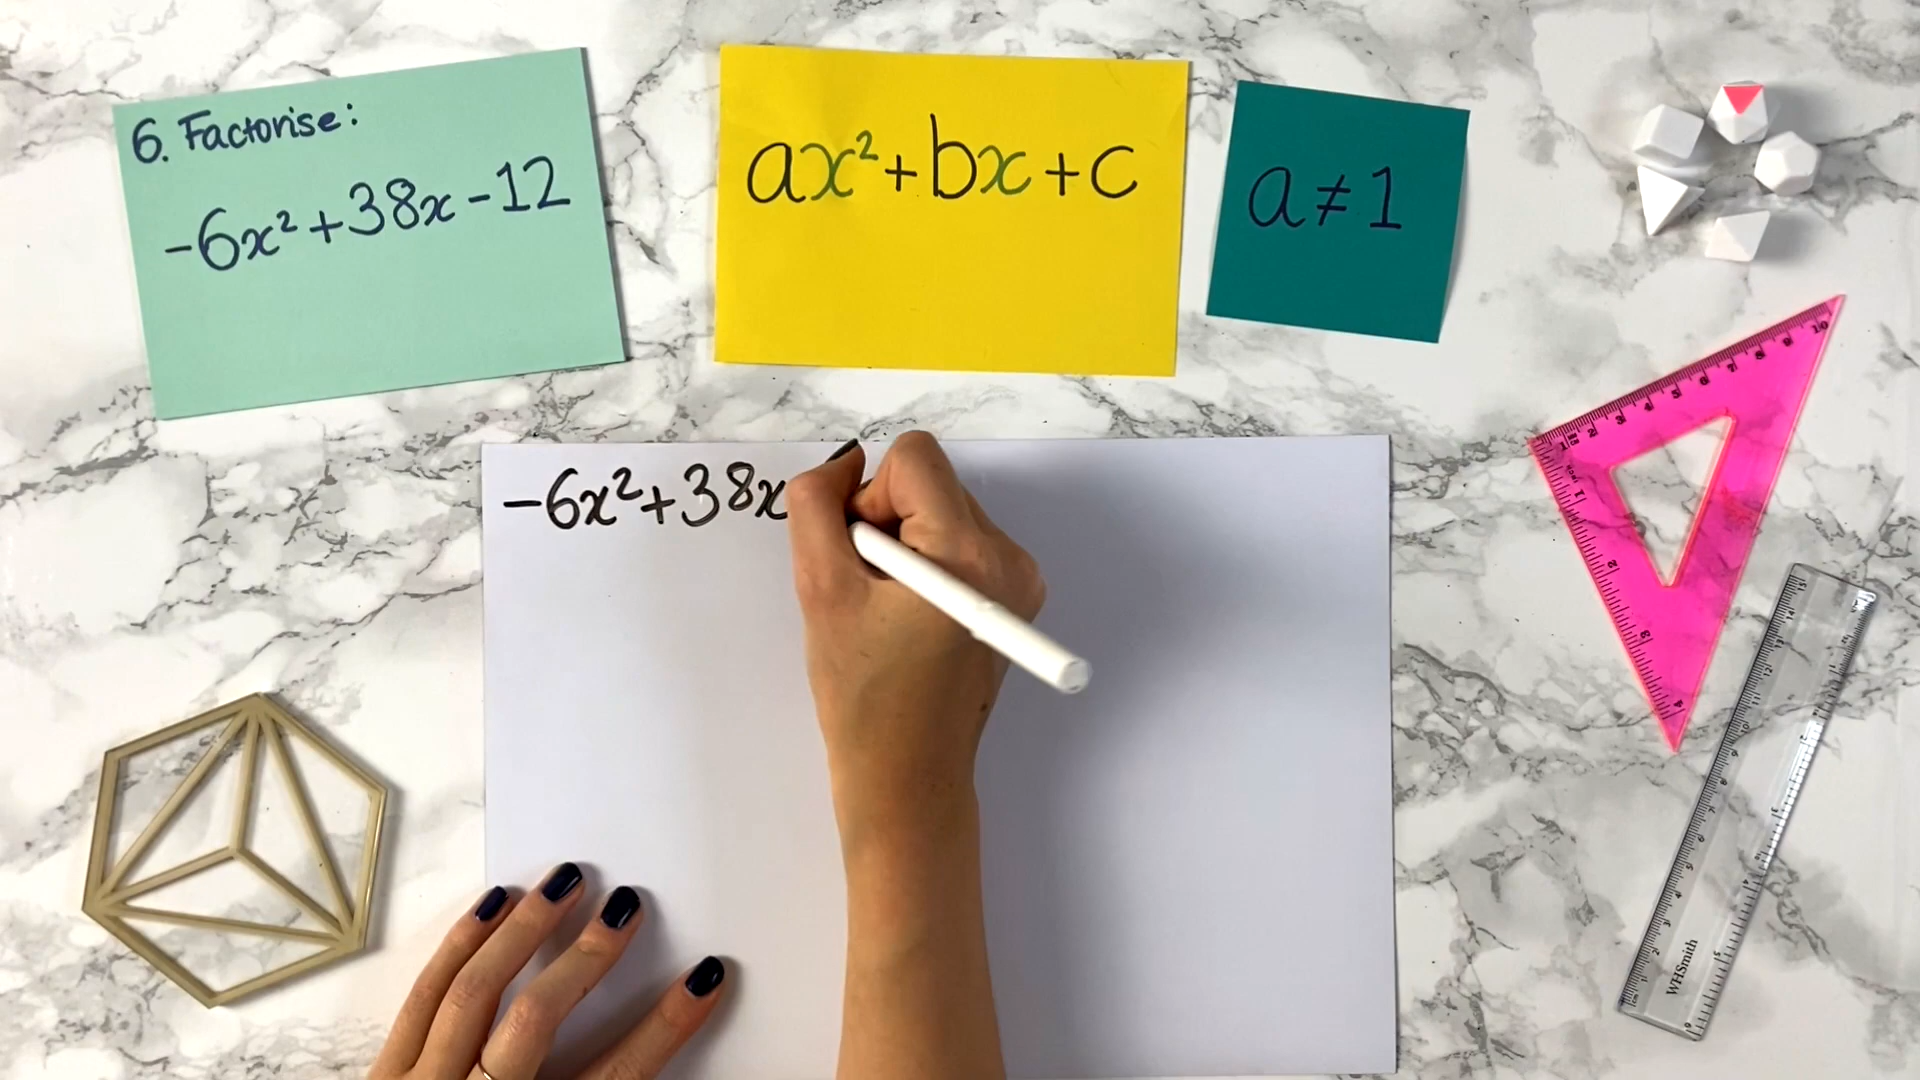 6. Factorise:
-6x²+38x-12
ax²+bx+c
a≠1
-6x²+38x
WHSmith